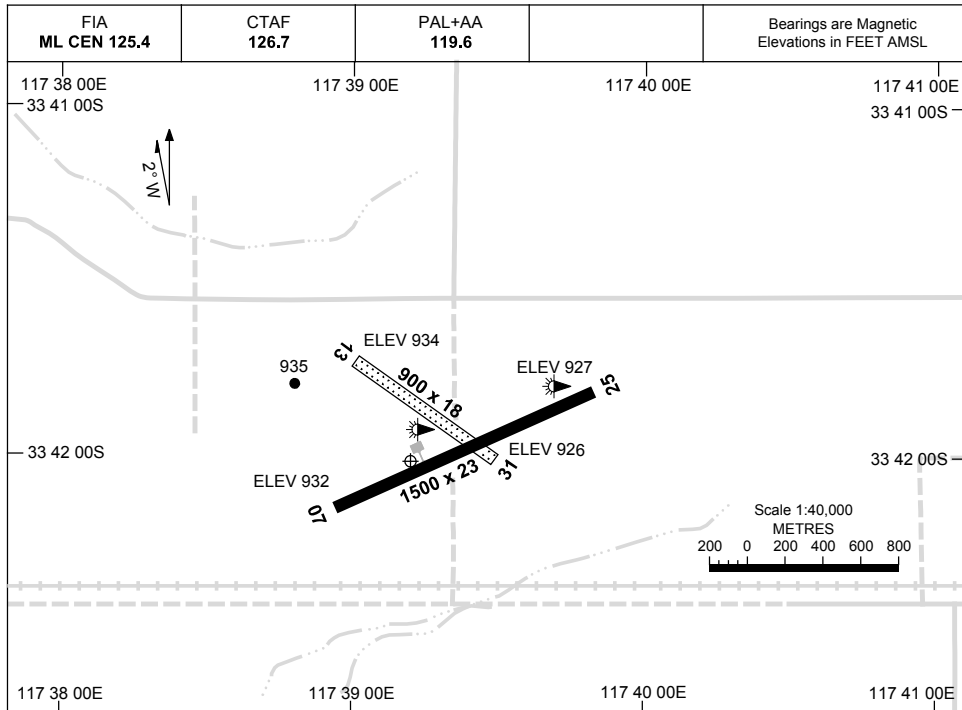 FIA
ML CEN 125.4
CTAF
126.7
PAL+AA
119.6
Bearings are Magnetic
Elevations in FEET AMSL
117 38 00E
117 39 00E
117 40 00E
117 41 00E
33 41 00S
33 41 00S
2° W
13
ELEV 934
935
900 x 18
ELEV 927
25
33 42 00S
ELEV 926
33 42 00S
31
ELEV 932
1500 x 23
07
Scale 1:40,000
METRES
200 0 200 400 600 800
117 38 00E
117 39 00E
117 40 00E
117 41 00E